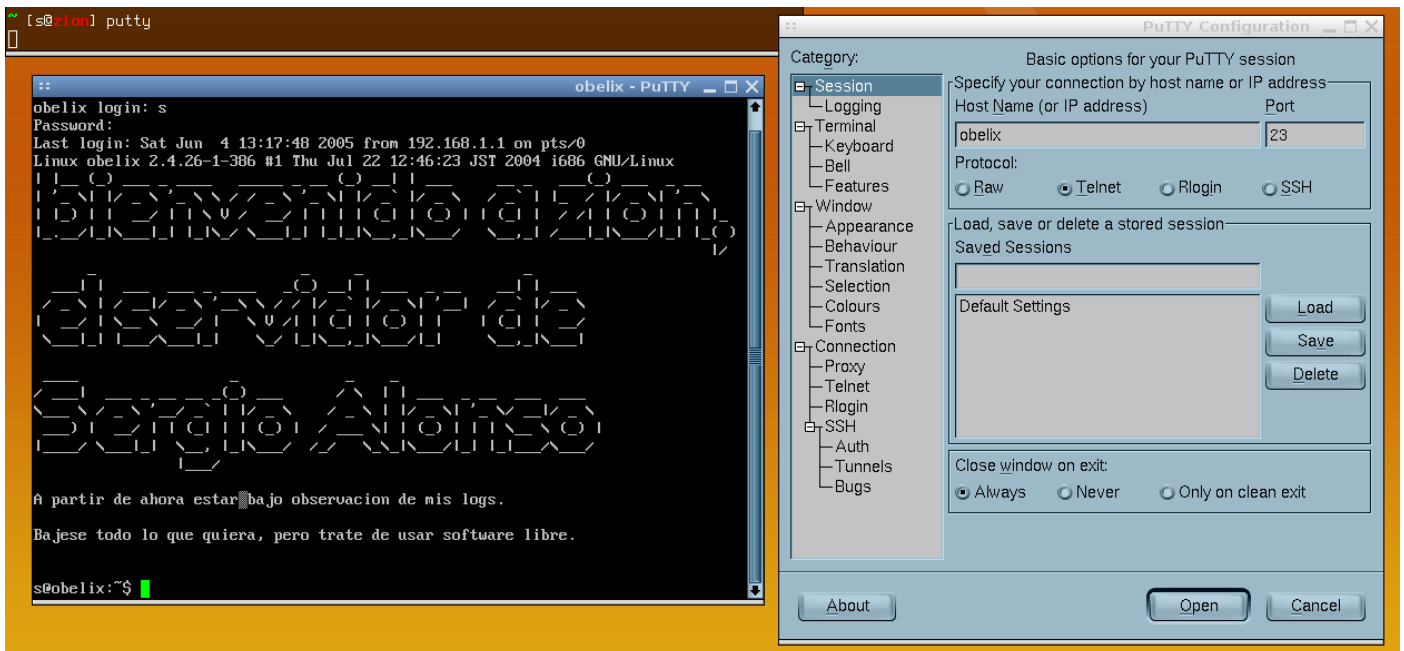 ~ [s@zion] putty
obelix - PuTTY
obelix login: s
Password:
Last login: Sat Jun  4 13:17:48 2005 from 192.168.1.1 on pts/0
Linux obelix 2.4.26-1-386 #1 Thu Jul 22 12:46:23 JST 2004 i686 GNU/Linux
bienvenido a zion,
el servidor de
Sergio Alonso
A partir de ahora estar bajo observacion de mis logs.
Bajese todo lo que quiera, pero trate de usar software libre.
s@obelix:~$
PuTTY Configuration
Category:
Session
Logging
Terminal
Keyboard
Bell
Features
Window
Appearance
Behaviour
Translation
Selection
Colours
Fonts
Connection
Proxy
Telnet
Rlogin
SSH
Auth
Tunnels
Bugs
Basic options for your PuTTY session
Specify your connection by host name or IP address
Host Name (or IP address) Port
obelix 23
Protocol:
Raw Telnet Rlogin SSH
Load, save or delete a stored session
Saved Sessions
Default Settings
Load
Save
Delete
Close window on exit:
Always Never Only on clean exit
About Open Cancel